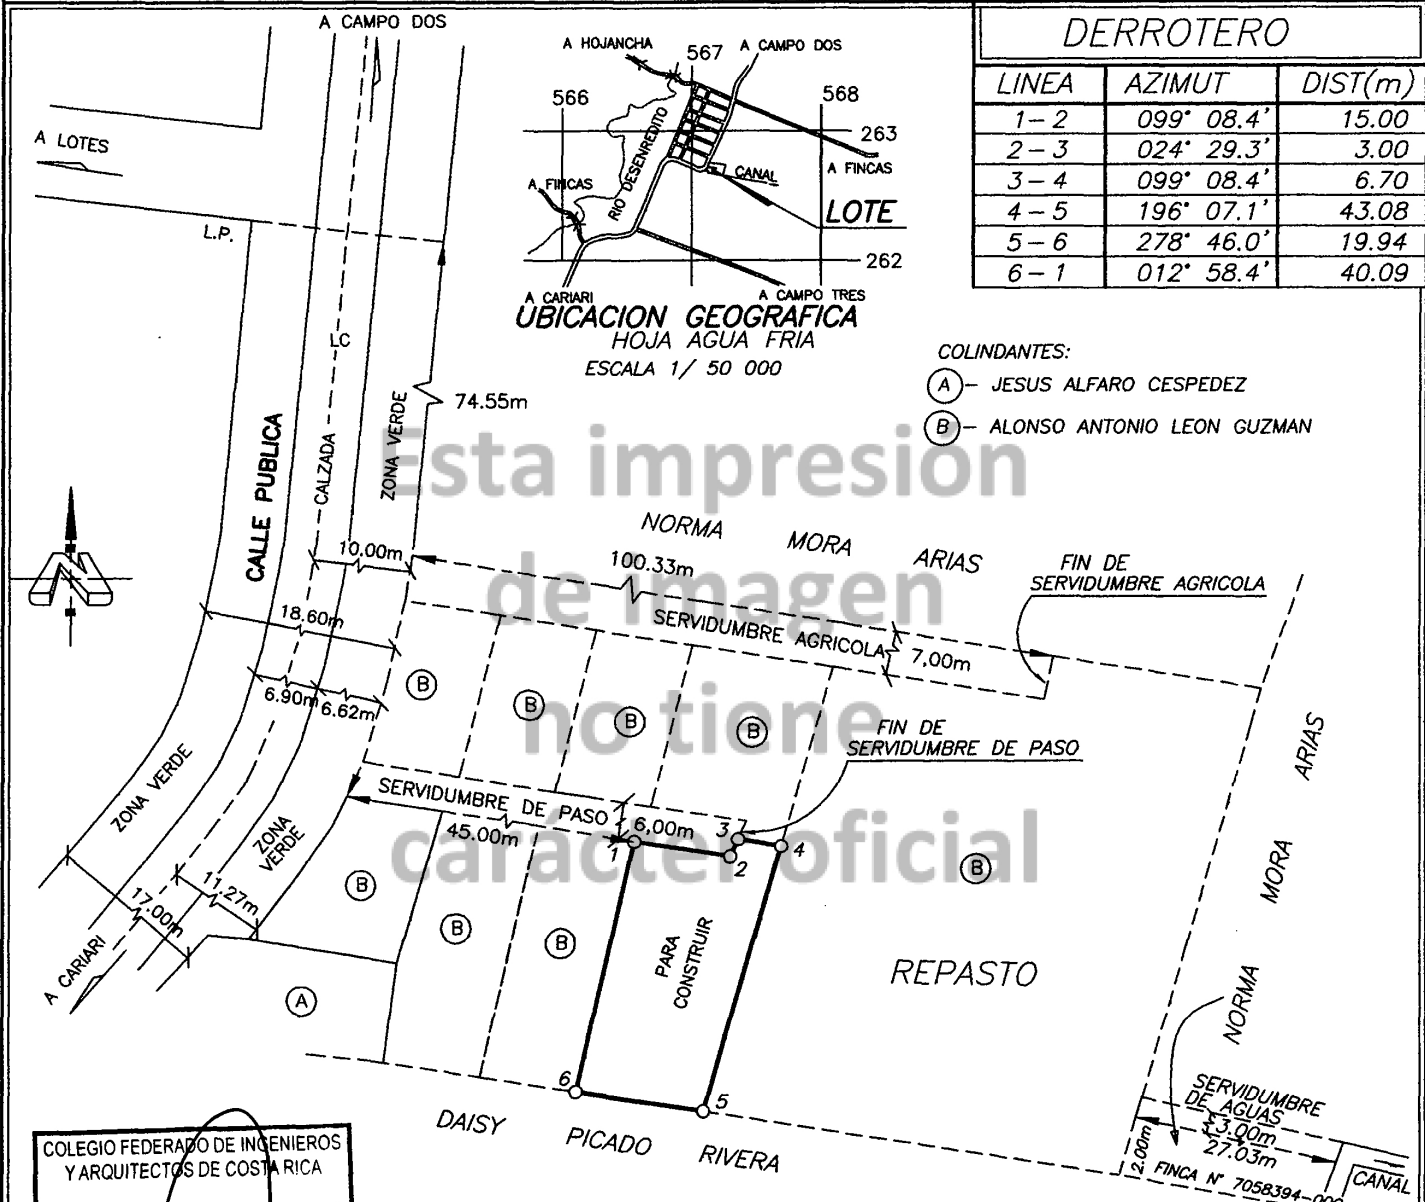 A CAMPO DOS
A LOTES
L.P.
LC
CALLE PUBLICA
CALZADA
ZONA VERDE
74.55m
A HOJANCHA
567
A CAMPO DOS
566
568
263
RIO DESENREDITO
A FINCAS
CANAL
A FINCAS
LOTE
262
A CARIARI
A CAMPO TRES
UBICACION GEOGRAFICA
HOJA AGUA FRIA
ESCALA 1/ 50 000
DERROTERO
LINEA AZIMUT DIST(m)
1-2 099° 08.4' 15.00
2-3 024° 29.3' 3.00
3-4 099° 08.4' 6.70
4-5 196° 07.1' 43.08
5-6 278° 46.0' 19.94
6-1 012° 58.4' 40.09
COLINDANTES:
A - JESUS ALFARO CESPEDEZ
B - ALONSO ANTONIO LEON GUZMAN
Esta impresión
de imagen
no tiene
carácter oficial
NORMA MORA ARIAS
10.00m
100.33m
FIN DE
SERVIDUMBRE AGRICOLA
18.60m
SERVIDUMBRE AGRICOLA
7,00m
6.90m
6.62m
B
B
B
B
FIN DE
SERVIDUMBRE DE PASO
NORMA MORA ARIAS
ZONA VERDE
SERVIDUMBRE DE PASO
6,00m
45.00m
ZONA
VERDE
1
2
3
4
B
B
B
B
11.27m
17.00m
A CARIARI
A
PARA
CONSTRUIR
REPASTO
6
5
DAISY PICADO RIVERA
SERVIDUMBRE
DE AGUAS
3.00m
27.03m
2.00m
FINCA N° 7058394-000
CANAL
COLEGIO FEDERADO DE INGENIEROS
Y ARQUITECTOS DE COSTA RICA